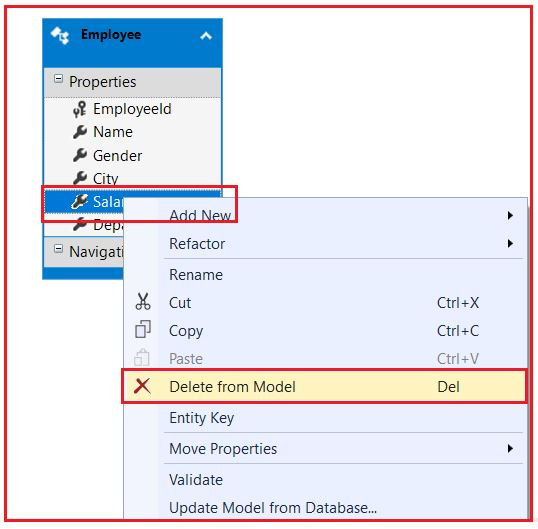 Employee
Properties
EmployeeId
Name
Gender
City
Sala
Depa
Navigati
Add New
Refactor
Rename
Cut Ctrl+X
Copy Ctrl+C
Paste Ctrl+V
Delete from Model Del
Entity Key
Move Properties
Validate
Update Model from Database...